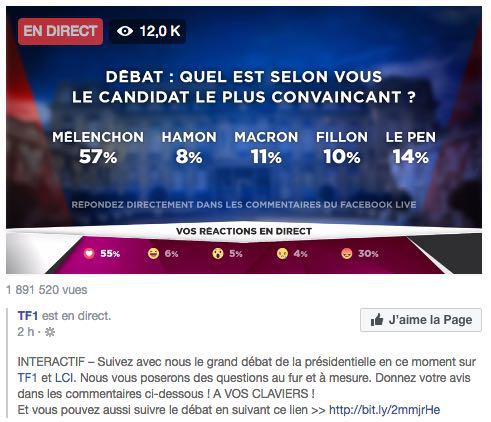 EN DIRECT 12,0 K
DÉBAT : QUEL EST SELON VOUS
LE CANDIDAT LE PLUS CONVAINCANT ?
MÉLENCHON HAMON MACRON FILLON LE PEN
57% 8% 11% 10% 14%
RÉPONDEZ DIRECTEMENT DANS LES COMMENTAIRES DU FACEBOOK LIVE
VOS RÉACTIONS EN DIRECT
55% 6% 5% 4% 30%
1 891 520 vues
TF1 est en direct.
2 h ·
J'aime la Page
INTERACTIF – Suivez avec nous le grand débat de la présidentielle en ce moment sur
TF1 et LCI. Nous vous poserons des questions au fur et à mesure. Donnez votre avis
dans les commentaires ci-dessous ! A VOS CLAVIERS !
Et vous pouvez aussi suivre le débat en suivant ce lien >> http://bit.ly/2mmjrHe